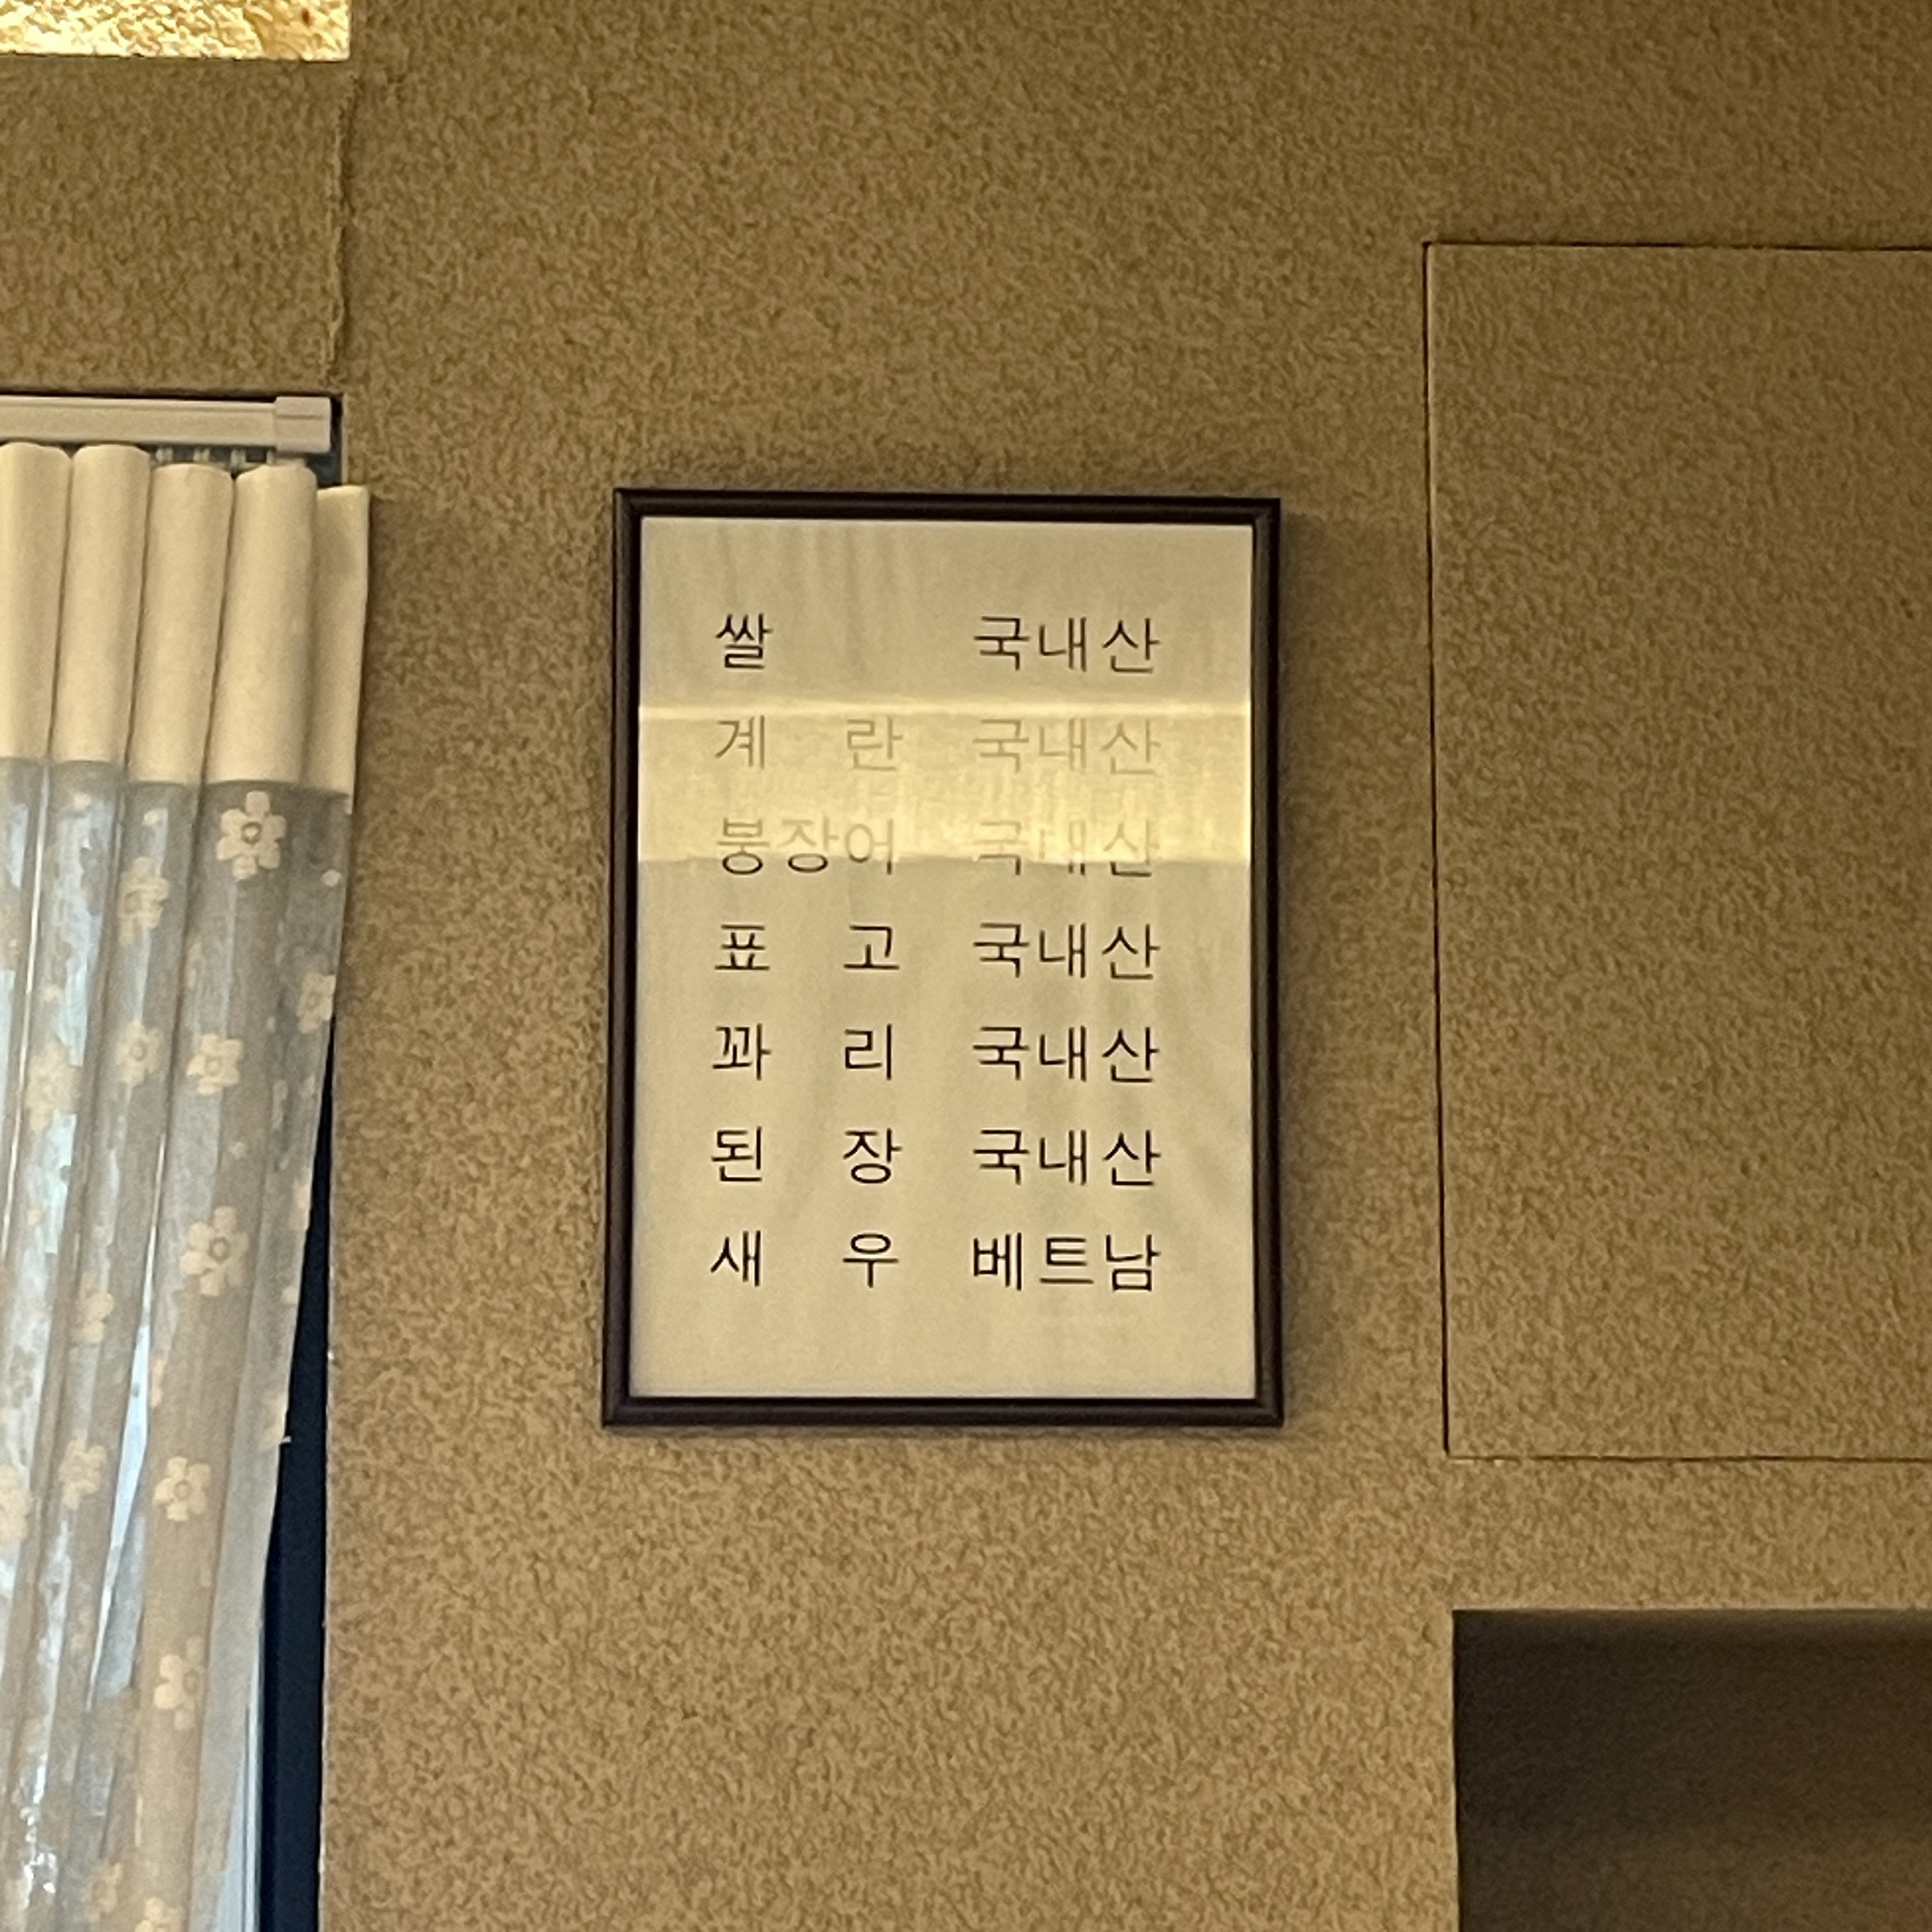 쌀 국내산
계 란 국내산
붕장어 국내산
표 고 국내산
꽈 리 국내산
된 장 국내산
새 우 베트남